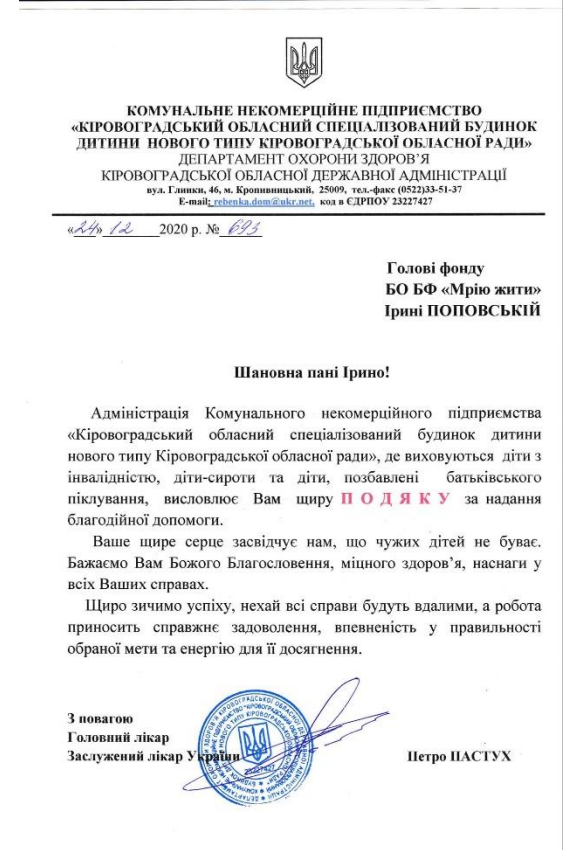 КОМУНАЛЬНЕ НЕКОМЕРЦІЙНЕ ПІДПРИЄМСТВО
«КІРОВОГРАДСЬКИЙ ОБЛАСНИЙ СПЕЦІАЛІЗОВАНИЙ БУДИНОК
ДИТИНИ НОВОГО ТИПУ КІРОВОГРАДСЬКОЇ ОБЛАСНОЇ РАДИ»
ДЕПАРТАМЕНТ ОХОРОНИ ЗДОРОВ’Я
КІРОВОГРАДСЬКОЇ ОБЛАСНОЇ ДЕРЖАВНОЇ АДМІНІСТРАЦІЇ
вул. Глинки, 46, м. Кропивницький, 25009, тел.-факс (0522)33-51-37
E-mail: rebenka.dom@ukr.net, код в ЄДРПОУ 23227427
«24» 12 2020 р. № 693
Голові фонду
БО БФ «Мрію жити»
Ірині ПОПОВСЬКІЙ
Шановна пані Ірино!
Адміністрація Комунального некомерційного підприємства
«Кіровоградський обласний спеціалізований будинок дитини
нового типу Кіровоградської обласної ради», де виховуються діти з
інвалідністю, діти-сироти та діти, позбавлені батьківського
піклування, висловлює Вам щиру П О Д Я К У за надання
благодійної допомоги.
Ваше щире серце засвідчує нам, що чужих дітей не буває.
Бажаємо Вам Божого Благословення, міцного здоров’я, наснаги у
всіх Ваших справах.
Щиро зичимо успіху, нехай всі справи будуть вдалими, а робота
приносить справжнє задоволення, впевненість у правильності
обраної мети та енергію для її досягнення.
З повагою
Головний лікар
Заслужений лікар України Петро ПАСТУХ
23227427